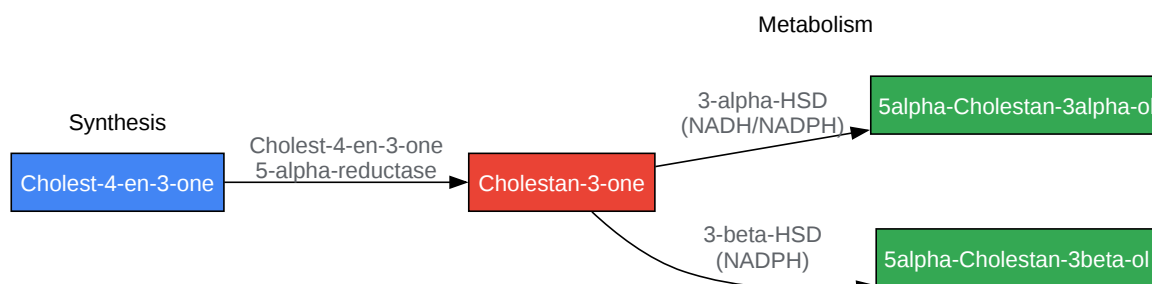 Metabolism
3-alpha-HSD
(NADH/NADPH)
5alpha-Cholestan-3alpha-ol
Synthesis
Cholest-4-en-3-one
5-alpha-reductase
Cholest-4-en-3-one
Cholestan-3-one
3-beta-HSD
(NADPH)
5alpha-Cholestan-3beta-ol